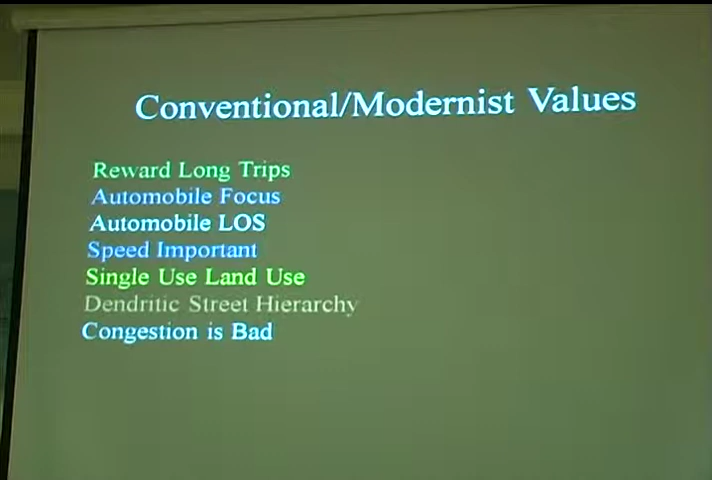 Conventional/Modernist Values
Reward Long Trips
Automobile Focus
Automobile LOS
Speed Important
Single Use Land Use
Dendritic Street Hierarchy
Congestion is Bad